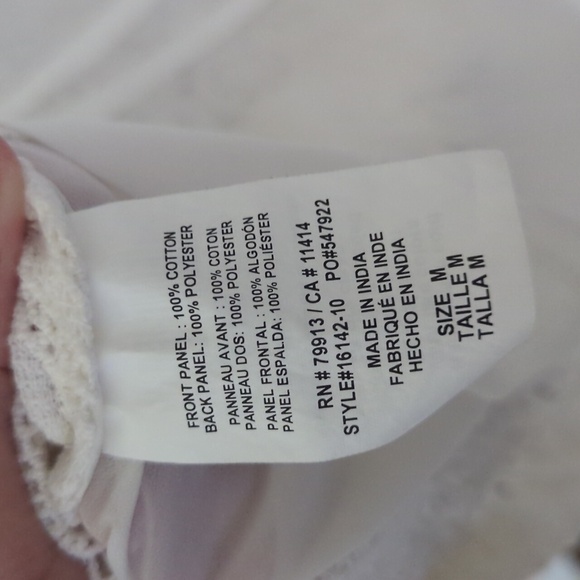 FRONT PANEL : 100% COTTON
BACK PANEL: 100% POLYESTER
PANNEAU AVANT : 100% COTON
PANNEAU DOS: 100% POLYESTER
PANEL FRONTAL : 100% ALGODÓN
PANEL ESPALDA: 100% POLIÉSTER
RN # 79913 / CA # 11414
STYLE#16142-10 PO#547922
MADE IN INDIA
FABRIQUÉ EN INDE
HECHO EN INDIA
SIZE M
TAILLE M
TALLA M